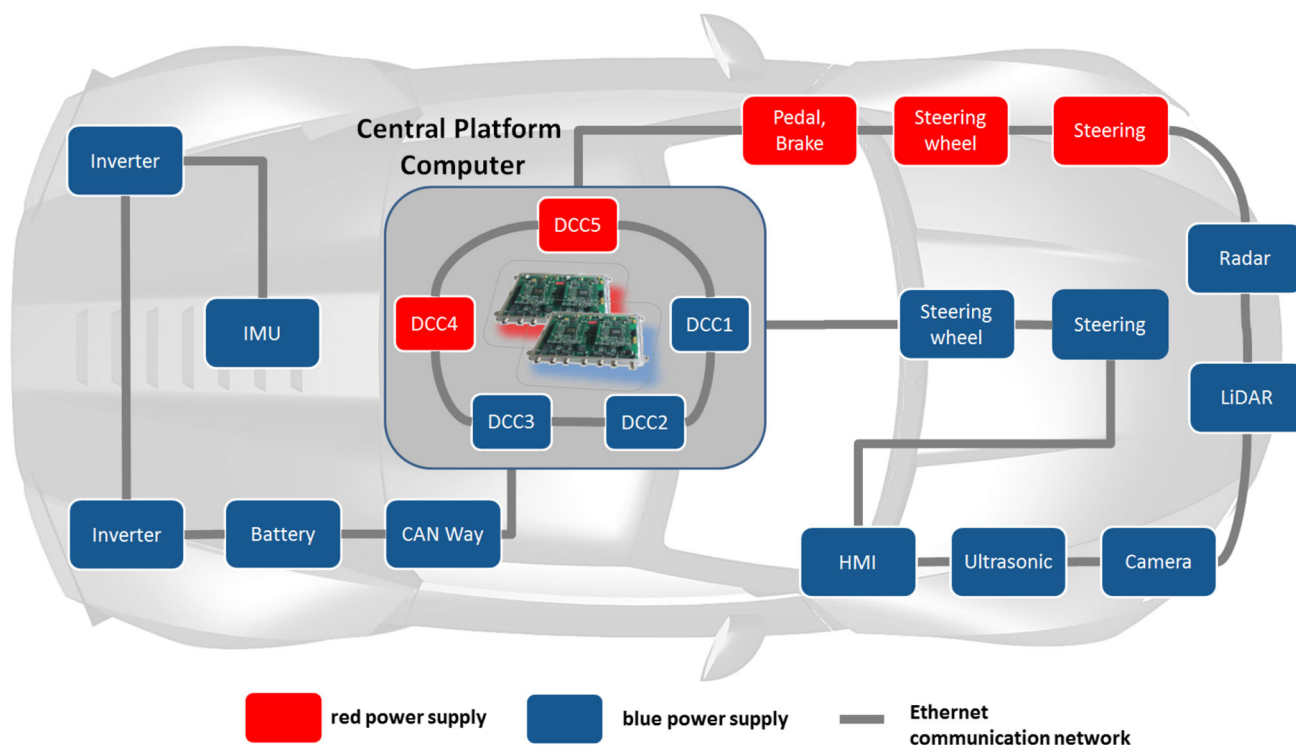 Central Platform
Computer
Pedal,
Brake
Steering
wheel
Steering
Inverter
DCC5
Radar
IMU
DCC4
DCC1
Steering
wheel
Steering
LiDAR
DCC3
DCC2
Inverter
Battery
CAN Way
HMI
Ultrasonic
Camera
red power supply
blue power supply
Ethernet
communication network